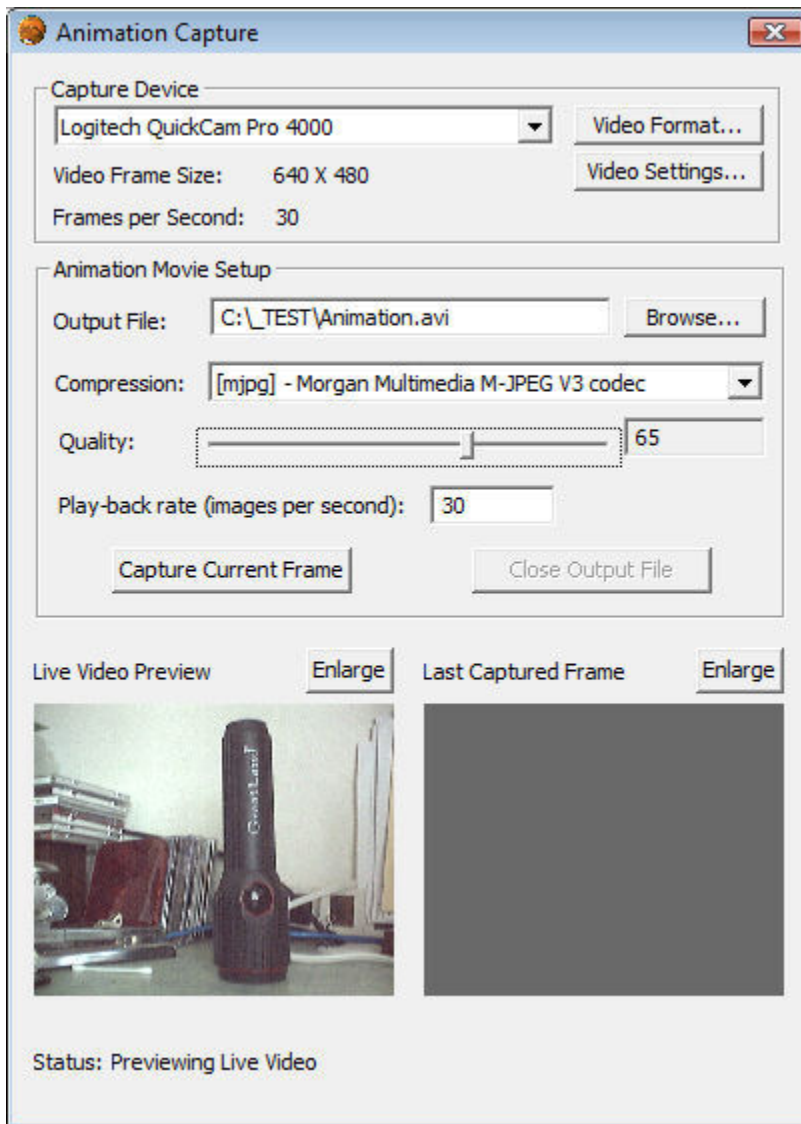 Animation Capture
Capture Device
Logitech QuickCam Pro 4000
Video Format...
Video Frame Size: 640 X 480
Video Settings...
Frames per Second: 30
Animation Movie Setup
Output File: C:\_TEST\Animation.avi Browse...
Compression: [mjpg] - Morgan Multimedia M-JPEG V3 codec
Quality: 65
Play-back rate (images per second): 30
Capture Current Frame Close Output File
Live Video Preview Enlarge Last Captured Frame Enlarge
GreatLand
Status: Previewing Live Video